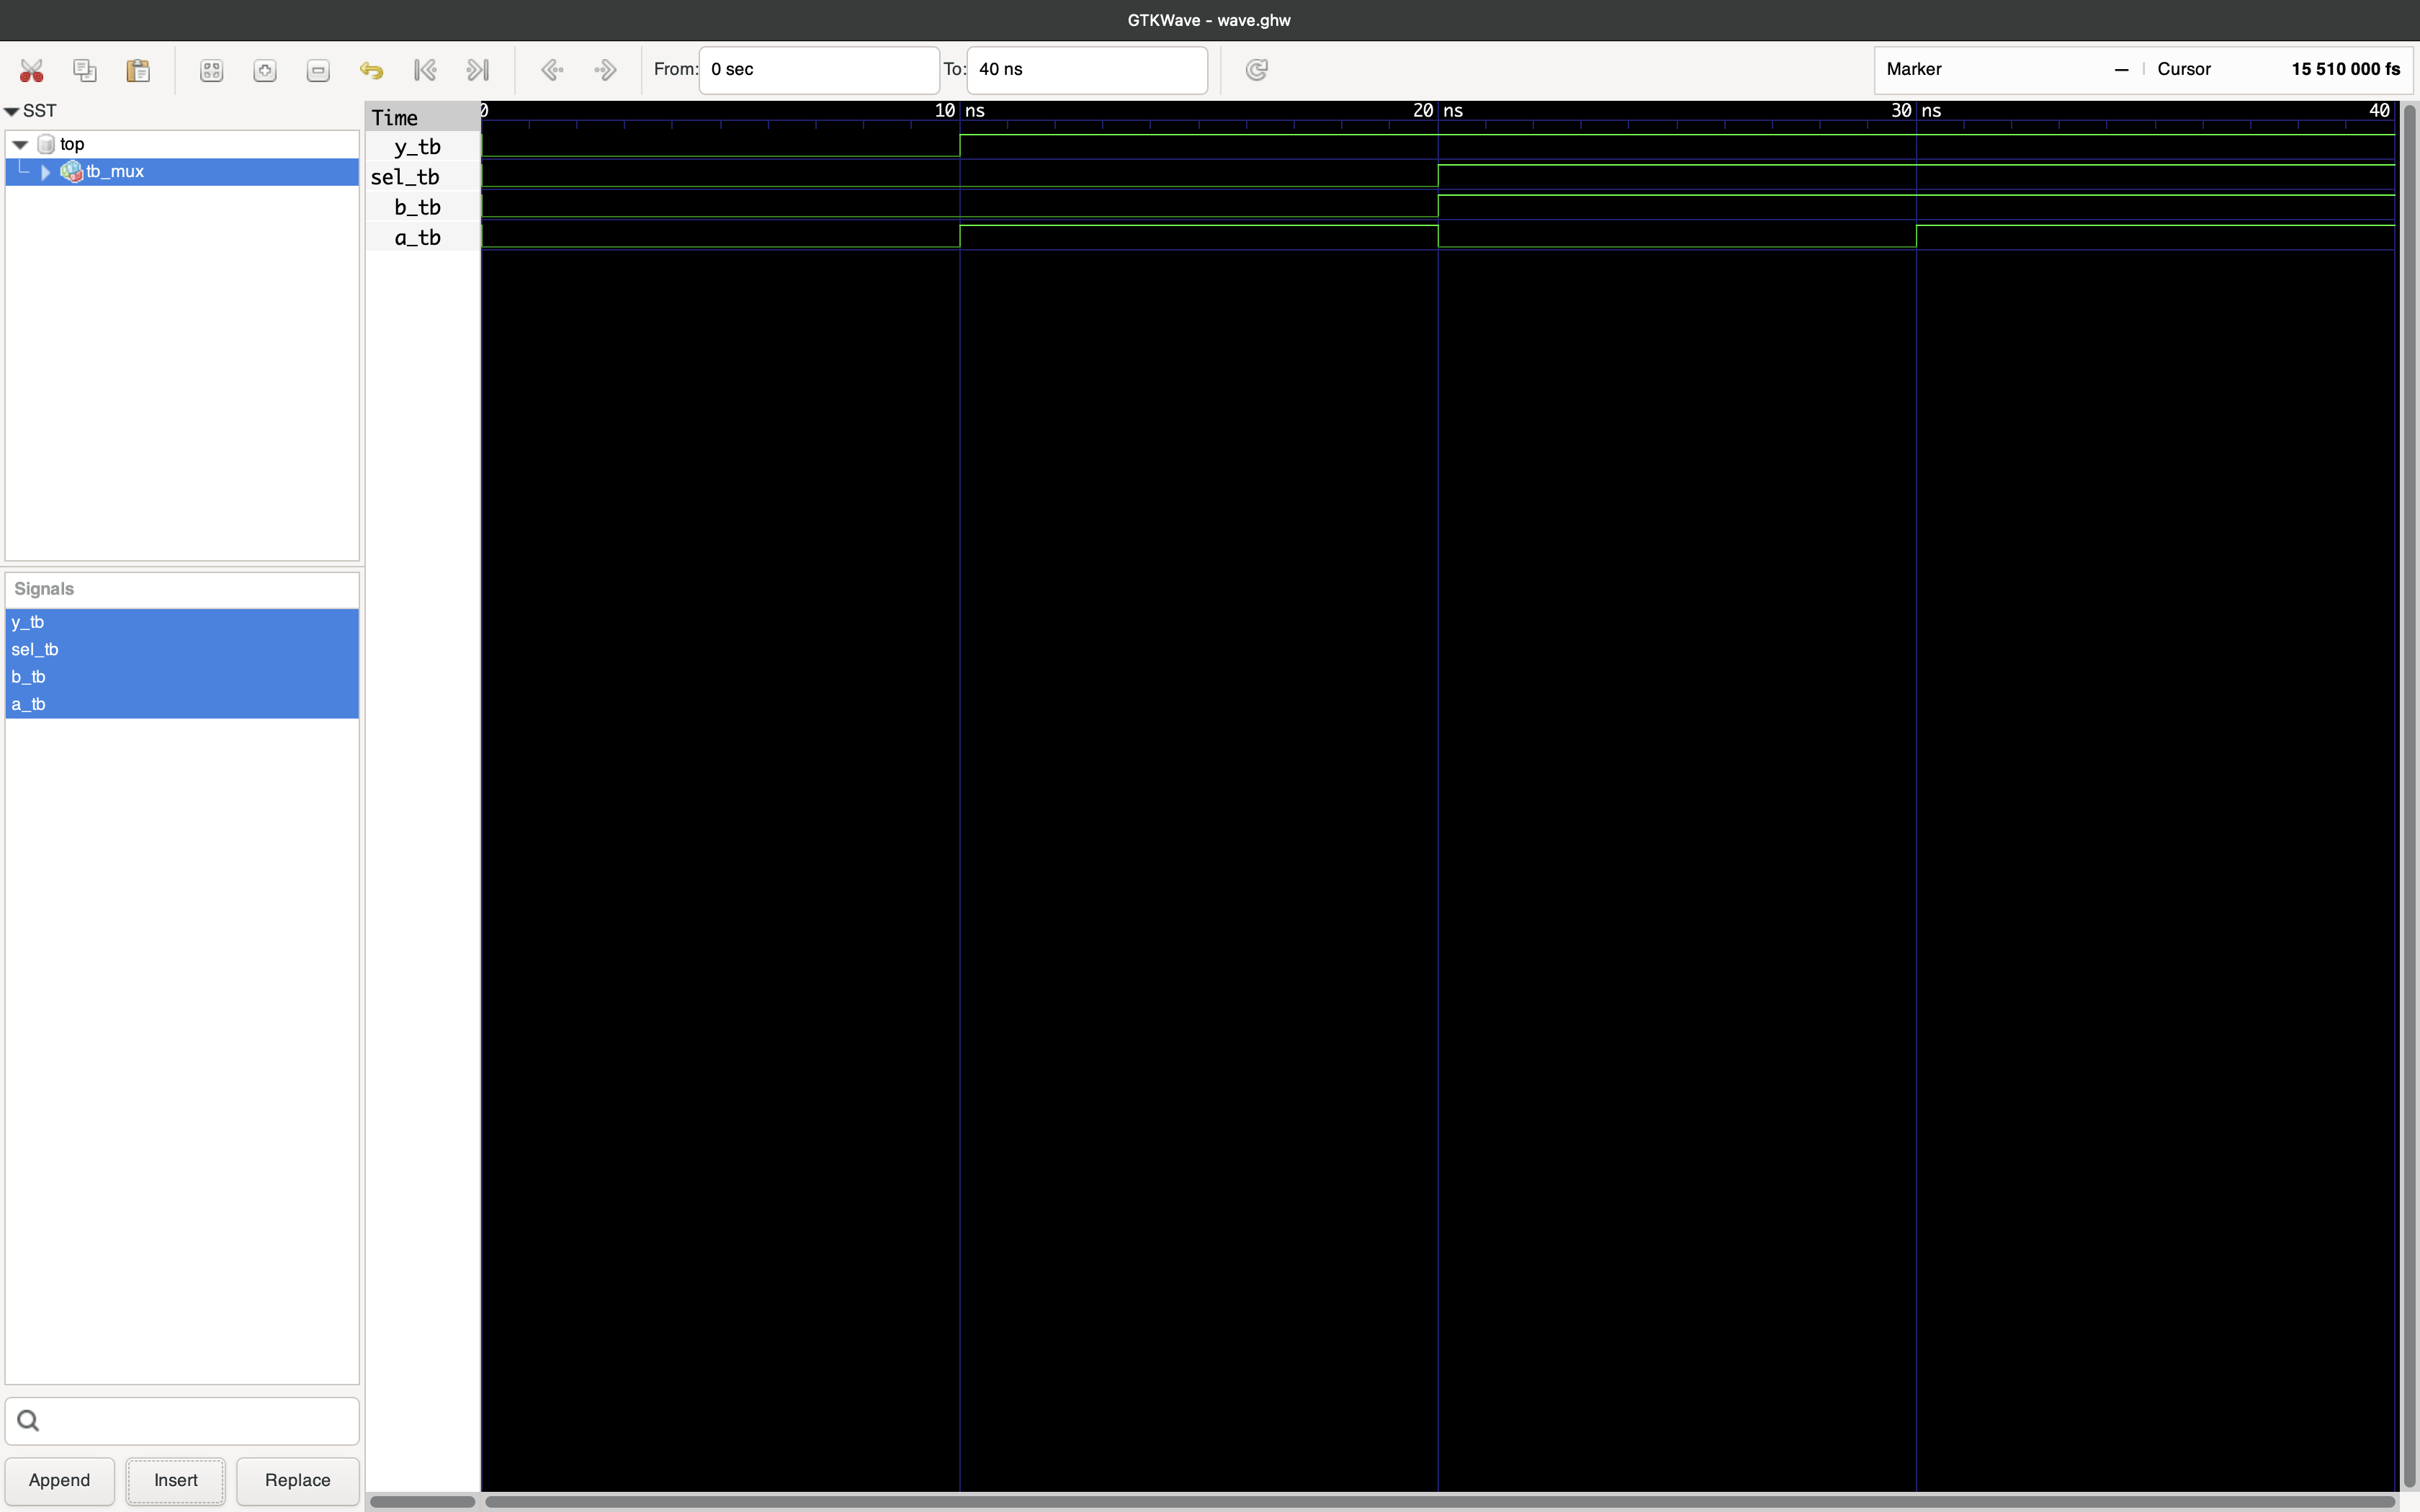 GTKWave - wave.ghw
From: 0 sec To: 40 ns Marker — | Cursor 15 510 000 fs
SST
top
tb_mux
Signals
y_tb
sel_tb
b_tb
a_tb
Append Insert Replace
Time
y_tb
sel_tb
b_tb
a_tb
0 10 ns 20 ns 30 ns 40